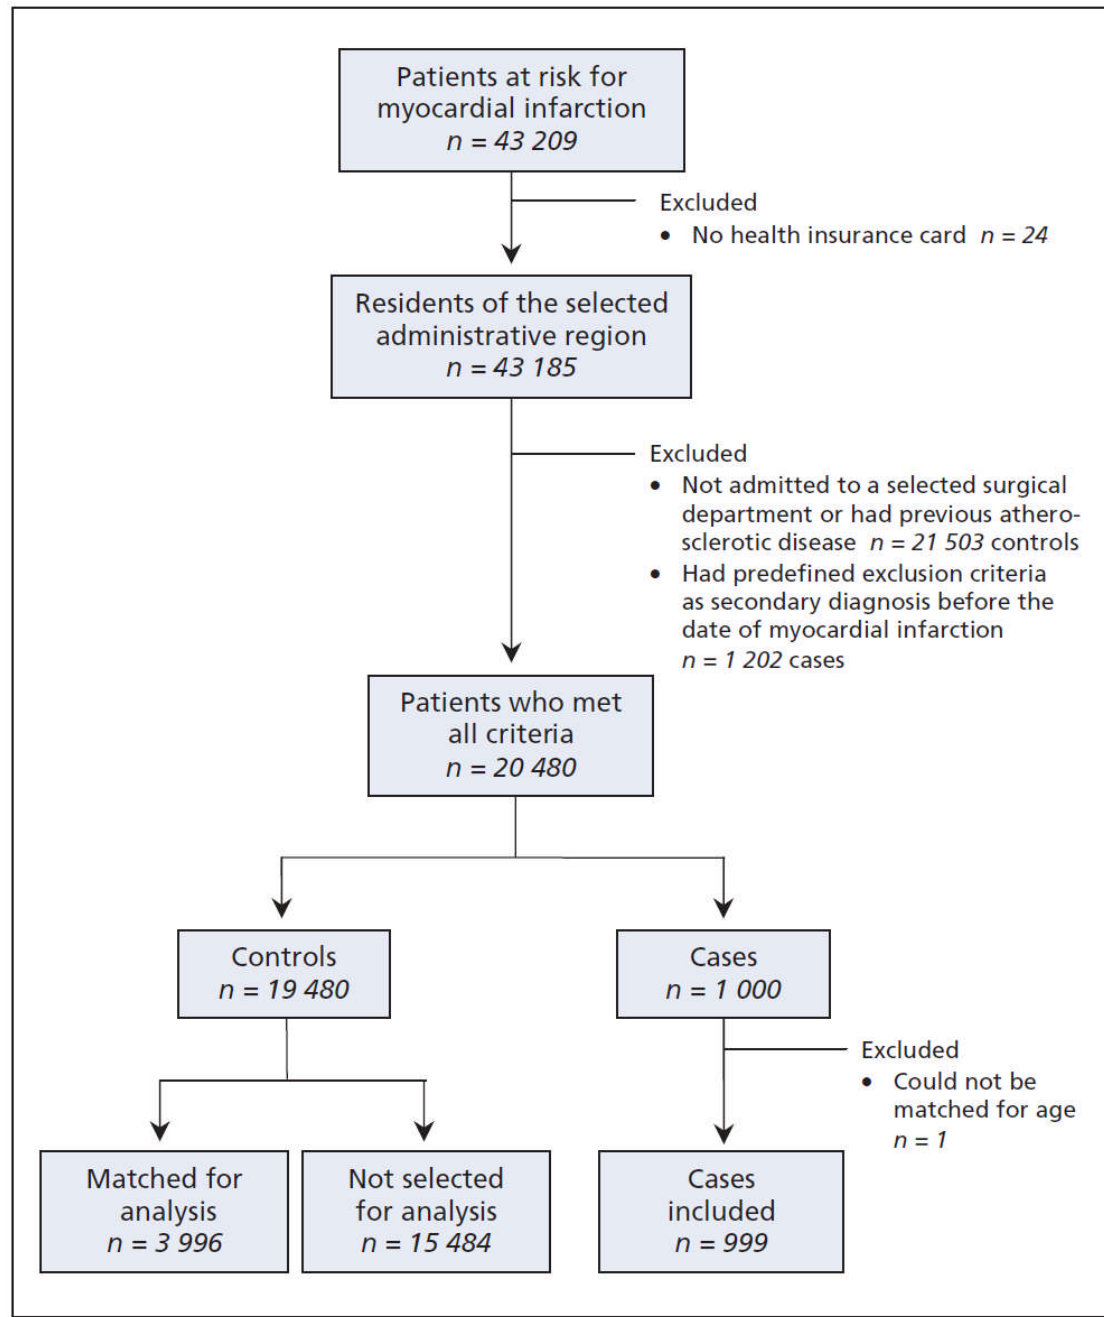 Patients at risk for
myocardial infarction
n = 43 209
Excluded
• No health insurance card n = 24
Residents of the selected
administrative region
n = 43 185
Excluded
• Not admitted to a selected surgical
department or had previous athero-
sclerotic disease n = 21 503 controls
• Had predefined exclusion criteria
as secondary diagnosis before the
date of myocardial infarction
n = 1 202 cases
Patients who met
all criteria
n = 20 480
Controls
n = 19 480
Cases
n = 1 000
Excluded
• Could not be
matched for age
n = 1
Matched for
analysis
n = 3 996
Not selected
for analysis
n = 15 484
Cases
included
n = 999